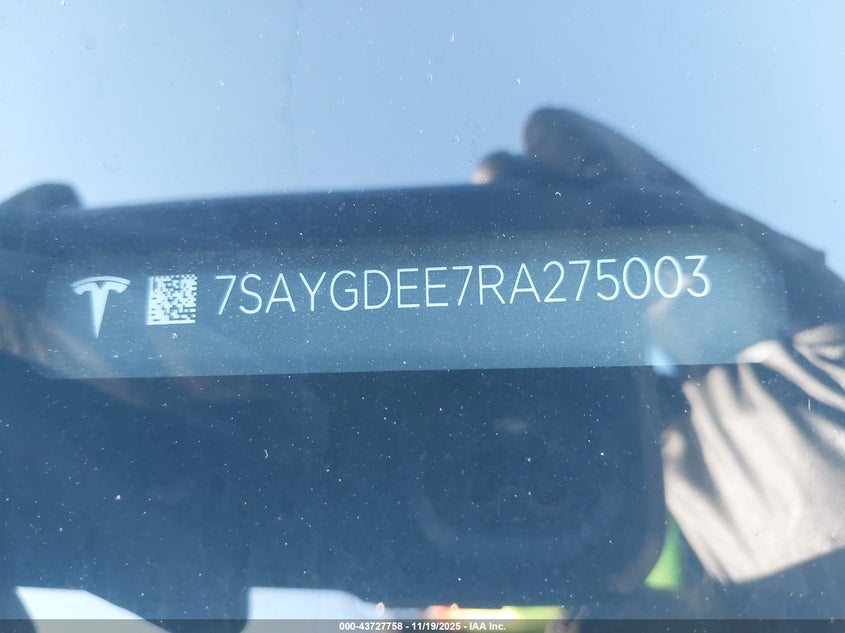 7SAYGDEE7RA275003
000-43727758 - 11/19/2025 - IAA Inc.